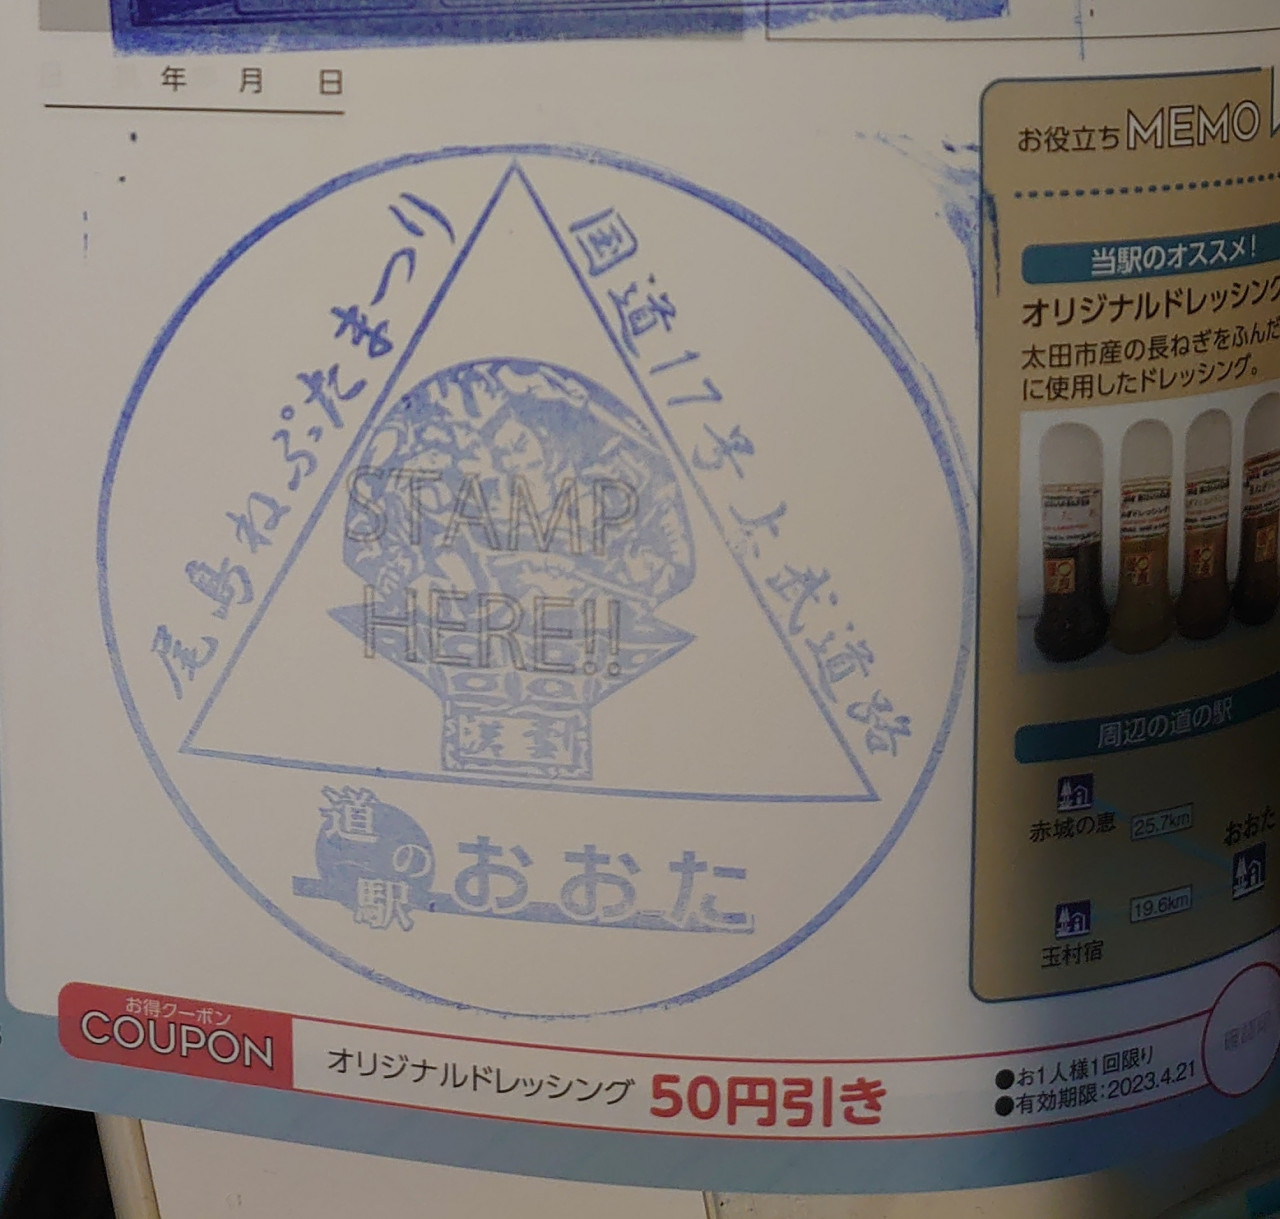 年 月 日
尾島ねぷたまつり
国道17号上武道路
STAMP
HERE!!
道の駅 おおた
お役立ちMEMO
当駅のオススメ!
オリジナルドレッシング
太田市産の長ねぎをふんだ
に使用したドレッシング。
周辺の道の駅
赤城の恵
25.7km
おおた
19.6km
玉村宿
お得クーポン
COUPON
オリジナルドレッシング 50円引き
●お1人様1回限り
●有効期限:2023.4.21